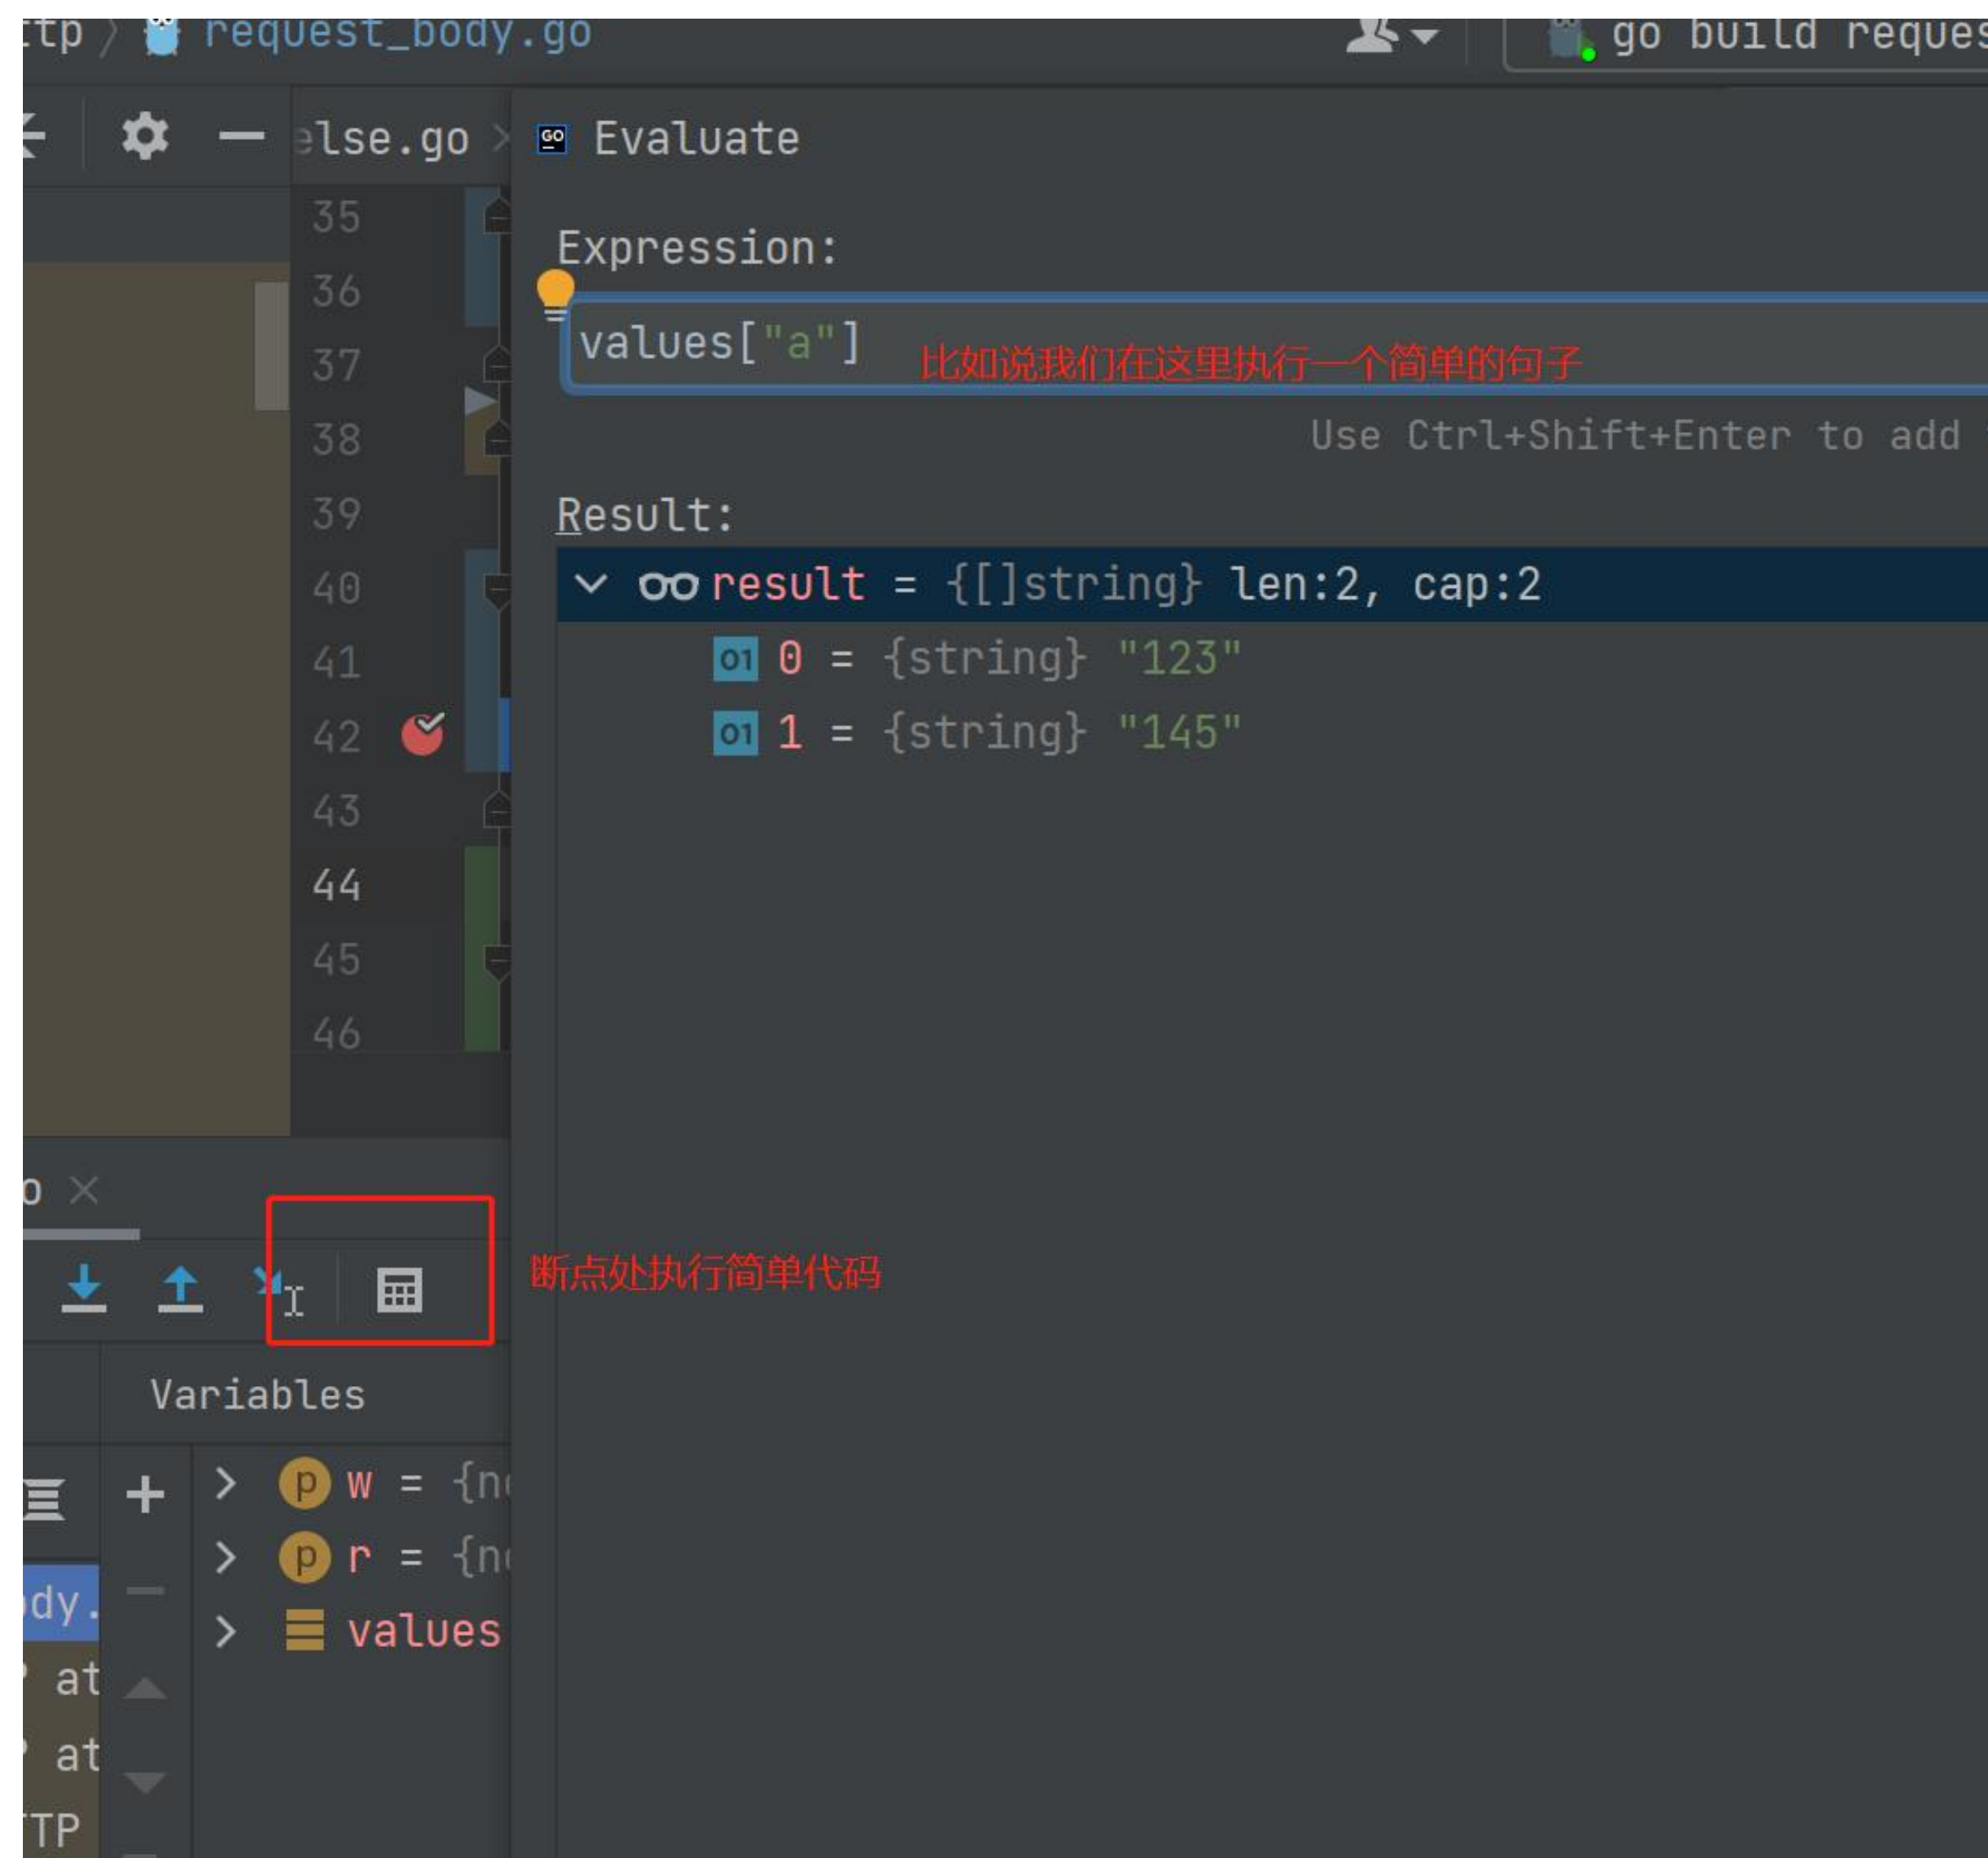 request_body.go
go build
lse.go
Evaluate
35
Expression:
36
values["a"]
比如说我们在这里执行一个简单的句子
37
38
Use Ctrl+Shift+Enter to add
39
Result:
40
result = {[]string} len:2, cap:2
41
0 = {string} "123"
42
1 = {string} "145"
43
44
45
46
断点处执行简单代码
Variables
w =
r =
values
dy.
at
at
TP